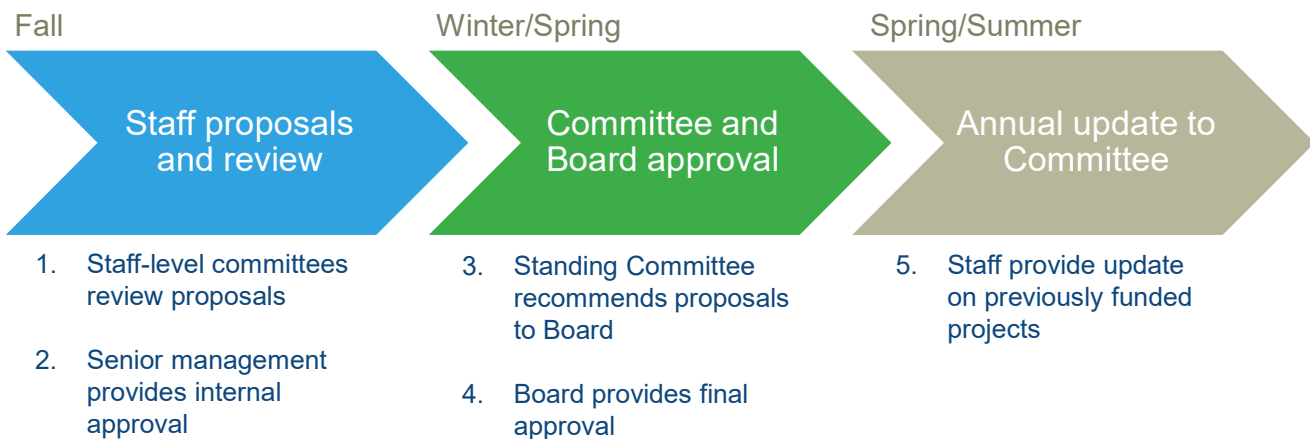 Fall
Staff proposals
and review
1. Staff-level committees
review proposals
2. Senior management
provides internal
approval
Winter/Spring
Committee and
Board approval
3. Standing Committee
recommends proposals
to Board
4. Board provides final
approval
Spring/Summer
Annual update to
Committee
5. Staff provide update
on previously funded
projects